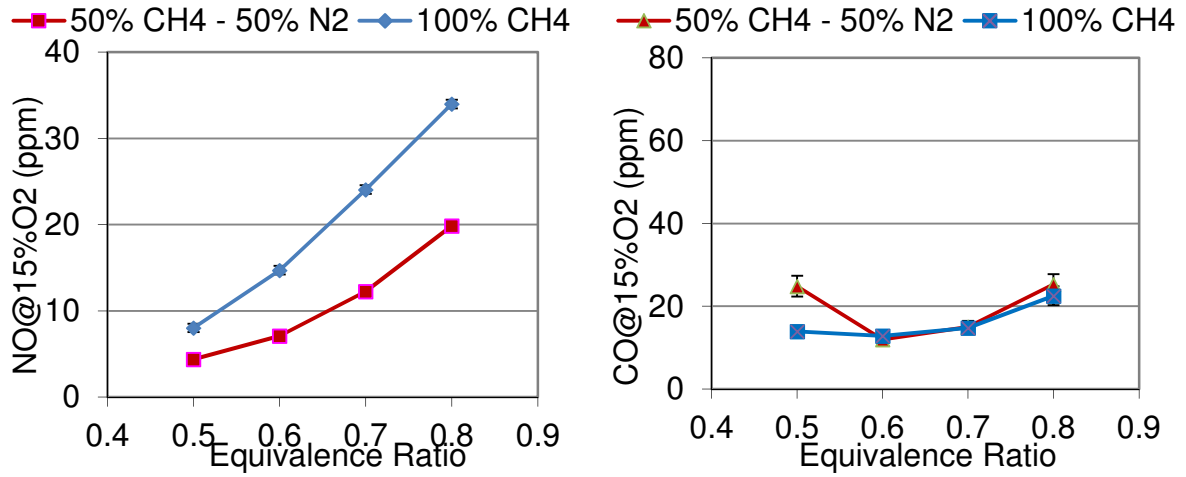 50% CH4 - 50% N2 100% CH4
NO@15%O2 (ppm)
40
30
20
10
0
0.4 0.5 0.6 0.7 0.8 0.9
Equivalence Ratio
50% CH4 - 50% N2 100% CH4
CO@15%O2 (ppm)
80
60
40
20
0
0.4 0.5 0.6 0.7 0.8 0.9
Equivalence Ratio